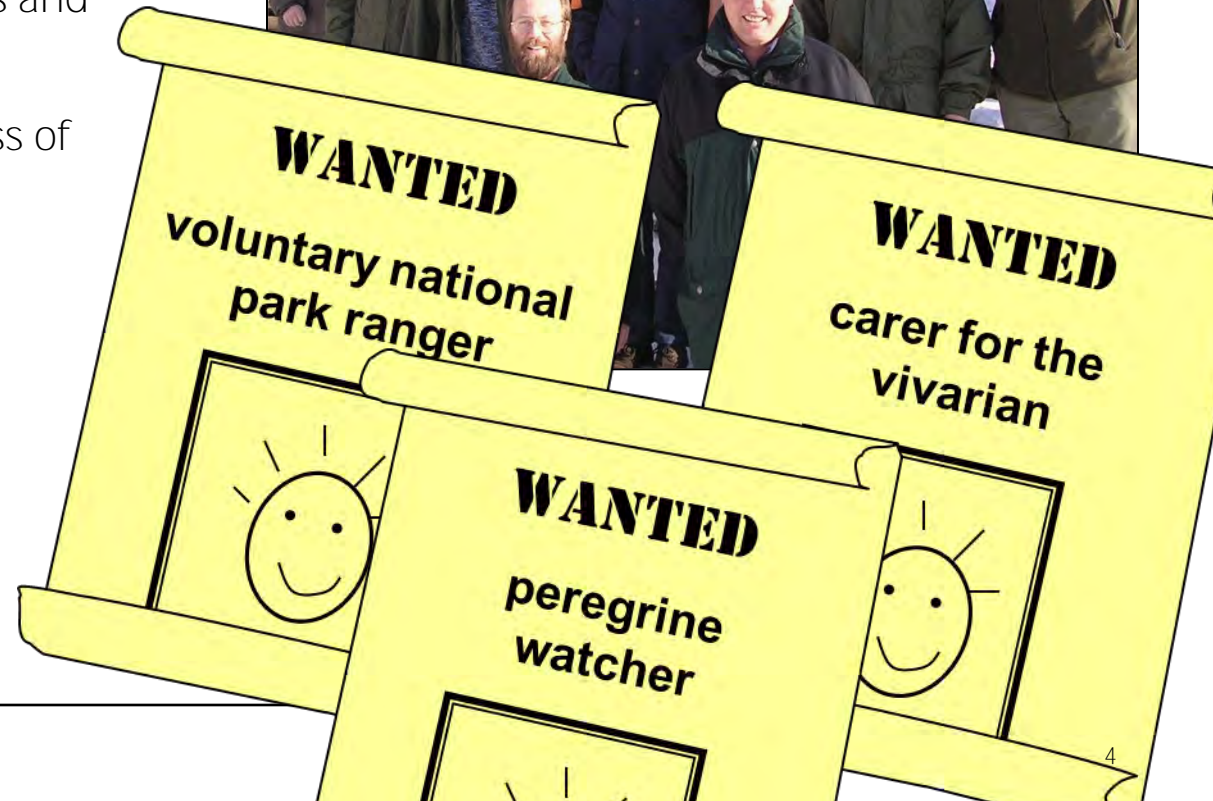 s and
ss of
WANTED
voluntary national
park ranger
WANTED
carer for the
vivarian
WANTED
peregrine
watcher
4